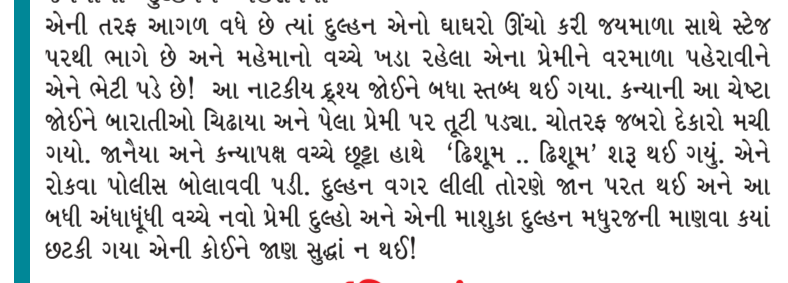 એની તરફ આગળ વધે છે ત્યાં દુલ્હન એનો ઘાઘરો ઊંચો કરી જયમાળા સાથે સ્ટેજ
પરથી ભાગે છે અને મહેમાનો વચ્ચે ખડા રહેલા એના પ્રેમીને વરમાળા પહેરાવીને
એને ભેટી પડે છે! આ નાટકીય દ્રૃશ્ય જોઈને બધા સ્તબ્ધ થઈ ગયા. કન્યાની આ ચેષ્ટા
જોઈને બારાતીઓ ચિઢાયા અને પેલા પ્રેમી પર તૂટી પડ્યા. ચોતરફ જબરો દેકારો મચી
ગયો. જાનૈયા અને કન્યાપક્ષ વચ્ચે છૂટ્ટા હાથે ‘ઢિશૂમ .. ઢિશૂમ’ શરૂ થઈ ગયું. એને
રોકવા પોલીસ બોલાવવી પડી. દુલ્હન વગર લીલી તોરણે જાન પરત થઈ અને આ
બધી અંધાધૂંધી વચ્ચે નવો પ્રેમી દુલ્હો અને એની માશુકા દુલ્હન મધુરજની માણવા કયાં
છટકી ગયા એની કોઈને જાણ સુદ્ધાં ન થઈ!